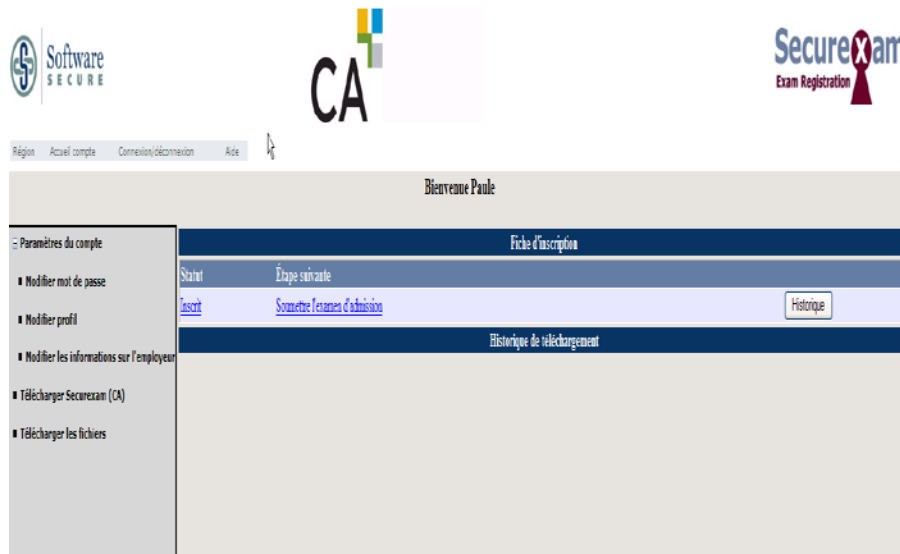 Software
SECURE
CA
Securexam
Exam Registration
Région Accueil compte Connexion/déconnexion Aide
Bienvenue Paule
Paramètres du compte
Modifier mot de passe
Modifier profil
Modifier les informations sur l'employeur
Télécharger Securexam (CA)
Télécharger les fichiers
Fiche d'inscription
Statut Étape suivante
Inscrit Soumettre l'examen d'admission Historique
Historique de téléchargement